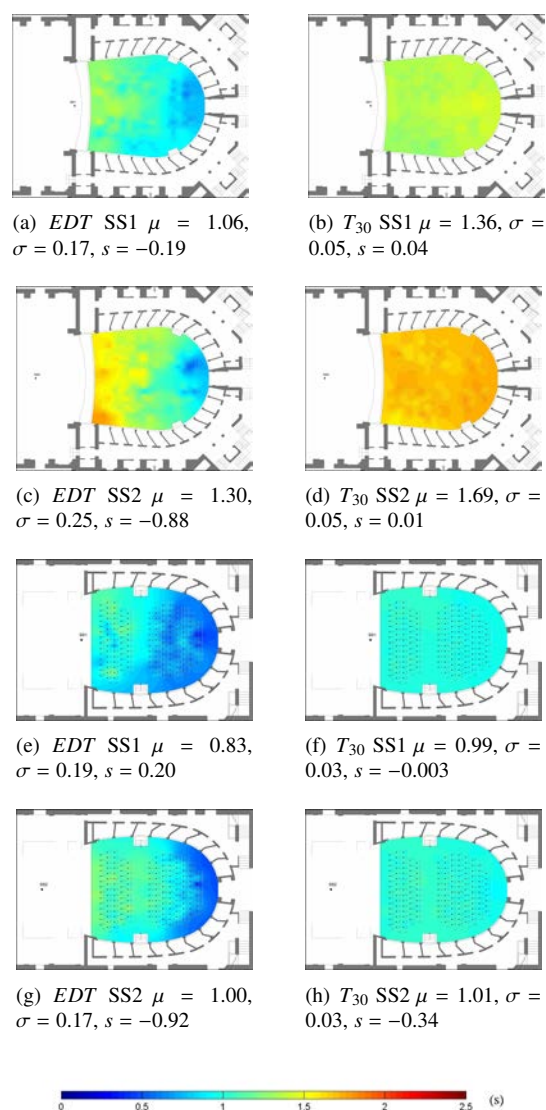 (a) EDT SS1 μ = 1.06,
σ = 0.17, s = −0.19
(b) T30 SS1 μ = 1.36, σ =
0.05, s = 0.04
(c) EDT SS2 μ = 1.30,
σ = 0.25, s = −0.88
(d) T30 SS2 μ = 1.69, σ =
0.05, s = 0.01
(e) EDT SS1 μ = 0.83,
σ = 0.19, s = 0.20
(f) T30 SS1 μ = 0.99, σ =
0.03, s = −0.003
(g) EDT SS2 μ = 1.00,
σ = 0.17, s = −0.92
(h) T30 SS2 μ = 1.01, σ =
0.03, s = −0.34
0 0.5 1 1.5 2 2.5 (s)